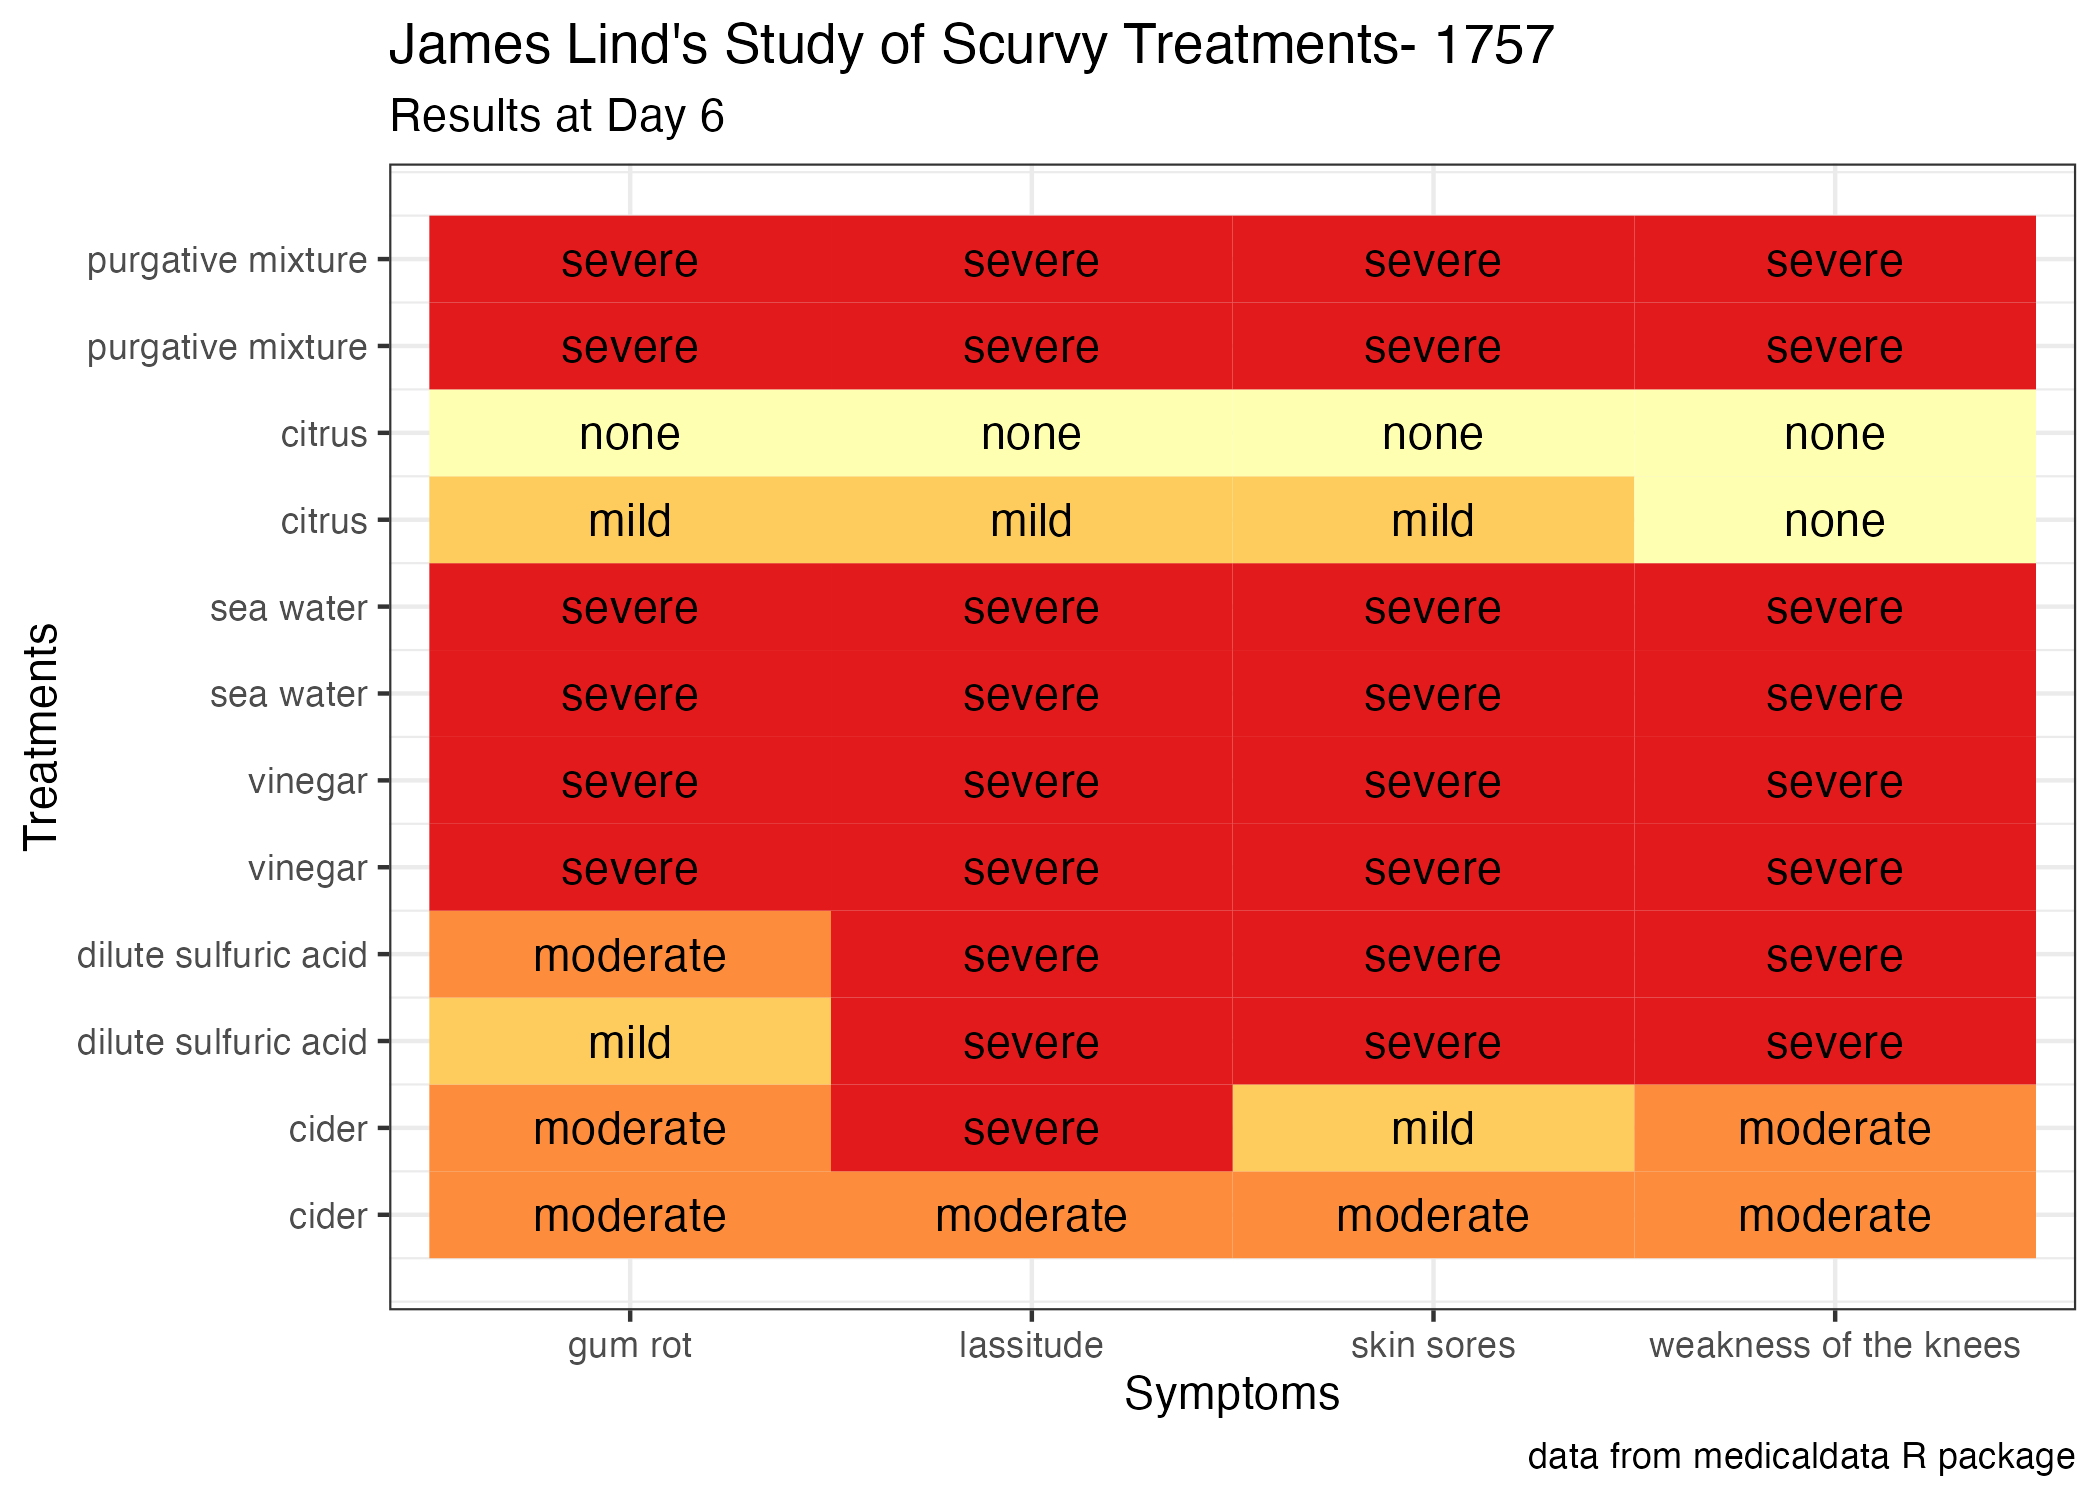 James Lind's Study of Scurvy Treatments- 1757
Results at Day 6
Treatments
purgative mixture severe severe severe severe
purgative mixture severe severe severe severe
citrus none none none none
citrus mild mild mild none
sea water severe severe severe severe
sea water severe severe severe severe
vinegar severe severe severe severe
vinegar severe severe severe severe
dilute sulfuric acid moderate severe severe severe
dilute sulfuric acid mild severe severe severe
cider moderate severe mild moderate
cider moderate moderate moderate moderate
gum rot lassitude skin sores weakness of the knees
Symptoms
data from medicaldata R package